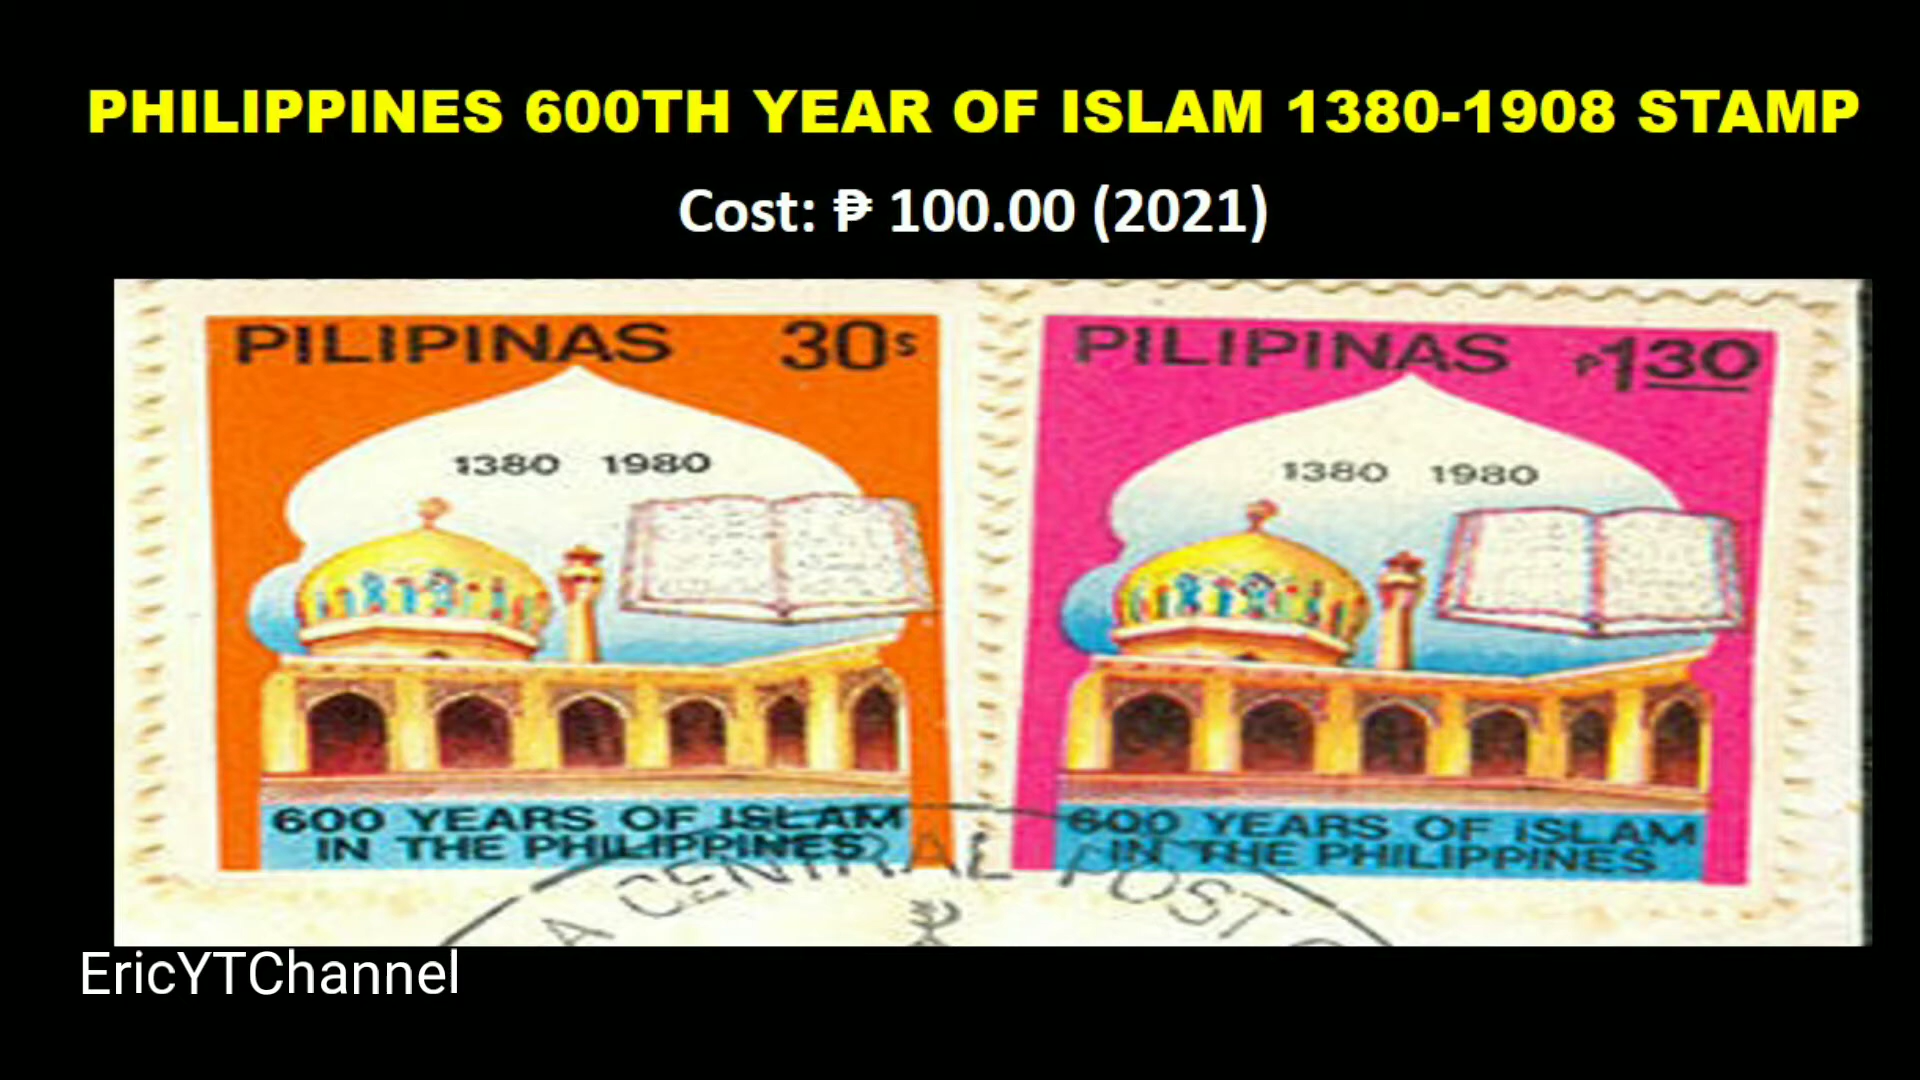 PHILIPPINES 600TH YEAR OF ISLAM 1380-1908 STAMP
Cost: ₱ 100.00 (2021)
PILIPINAS 30s
1380 1980
600 YEARS OF ISLAM
IN THE PHILIPPINES
PILIPINAS P130
1380 1980
600 YEARS OF ISLAM
IN THE PHILIPPINES
A CENTRAL POST
EricYTChannel